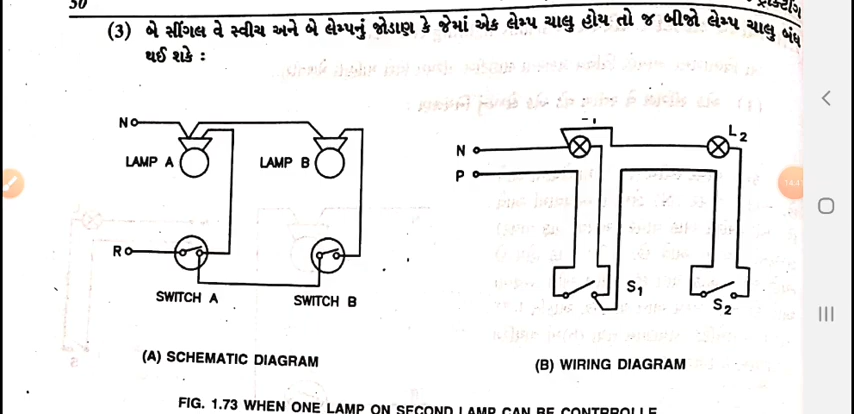 30
(3) બે સીંગલ વે સ્વીચ અને બે લેમ્પનું જોડાણ કે જેમાં એક લેમ્પ ચાલુ હોય તો જ બીજો લેમ્પ ચાલુ બંધ
થઈ શકે :
N
LAMP A
LAMP B
R
SWITCH A
SWITCH B
(A) SCHEMATIC DIAGRAM
L2
N
P
S1
S2
(B) WIRING DIAGRAM
FIG. 1.73 WHEN ONE LAMP ON SECOND LAMP CAN BE CONTRROLLE